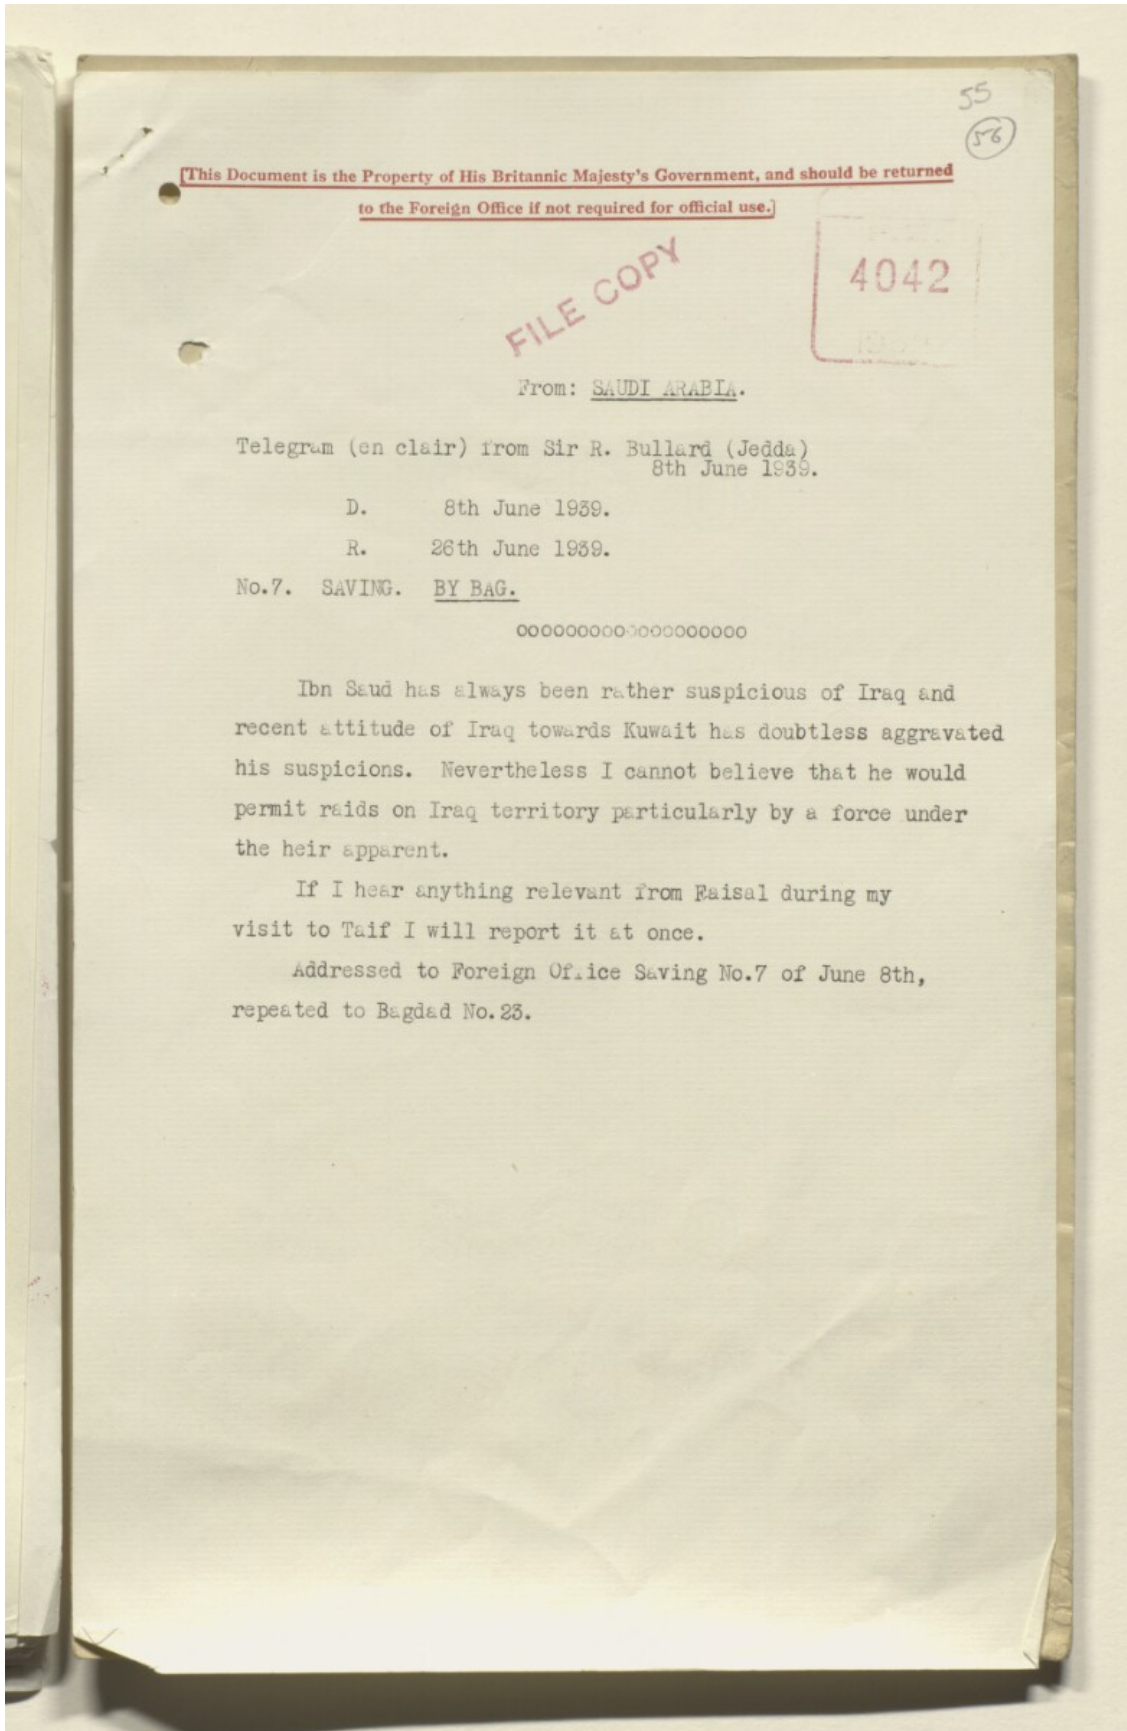 55
56
[This Document is the Property of His Britannic Majesty's Government, and should be returned
to the Foreign Office if not required for official use.]
4042
FILE COPY
From: SAUDI ARABIA.
Telegram (en clair) from Sir R. Bullard (Jedda)
8th June 1939.
D. 8th June 1939.
R. 26th June 1939.
No.7. SAVING. BY BAG.
ooooooooooooooooooo
Ibn Saud has always been rather suspicious of Iraq and
recent attitude of Iraq towards Kuwait has doubtless aggravated
his suspicions. Nevertheless I cannot believe that he would
permit raids on Iraq territory particularly by a force under
the heir apparent.
If I hear anything relevant from Faisal during my
visit to Taif I will report it at once.
Addressed to Foreign Office Saving No.7 of June 8th,
repeated to Bagdad No.23.